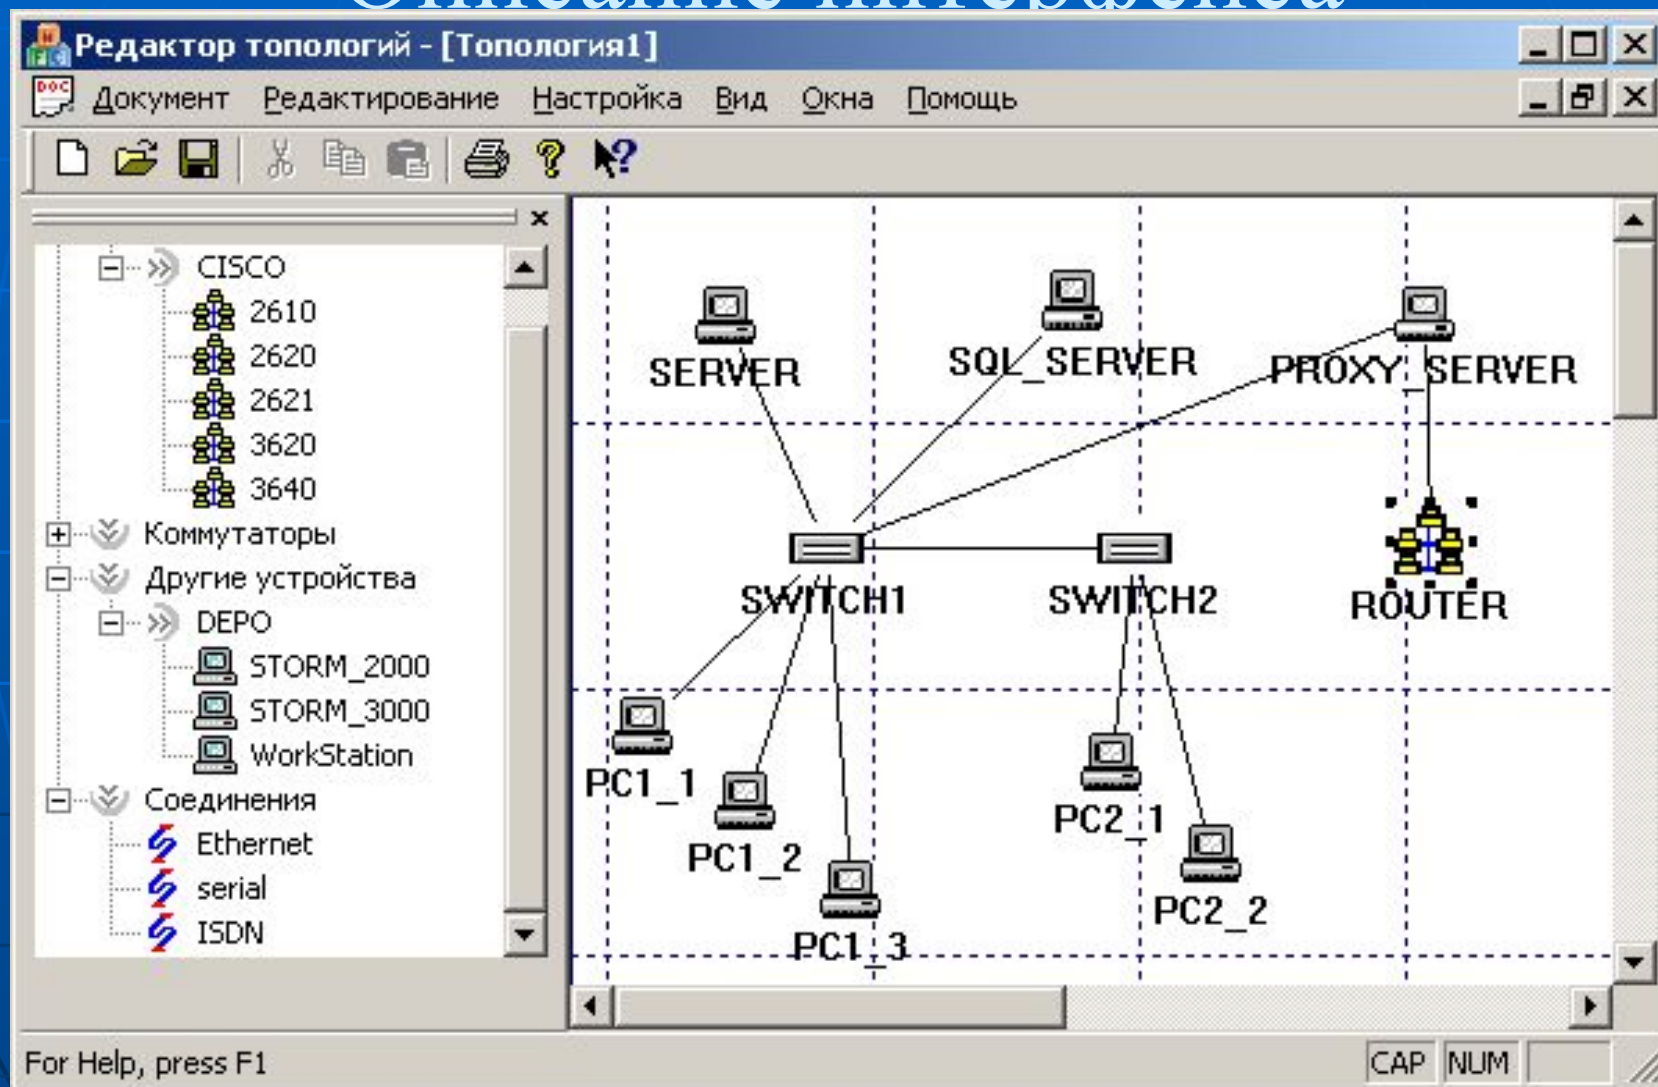 Описание интерфейса
Редактор топологий - [Топология1]
Документ Редактирование Настройка Вид Окна Помощь
CISCO
2610
2620
2621
3620
3640
Коммутаторы
Другие устройства
DEPO
STORM_2000
STORM_3000
WorkStation
Соединения
Ethernet
serial
ISDN
SERVER
SQL_SERVER
PROXY_SERVER
SWITCH1
SWITCH2
ROUTER
PC1_1
PC1_2
PC1_3
PC2_1
PC2_2
For Help, press F1
CAP NUM